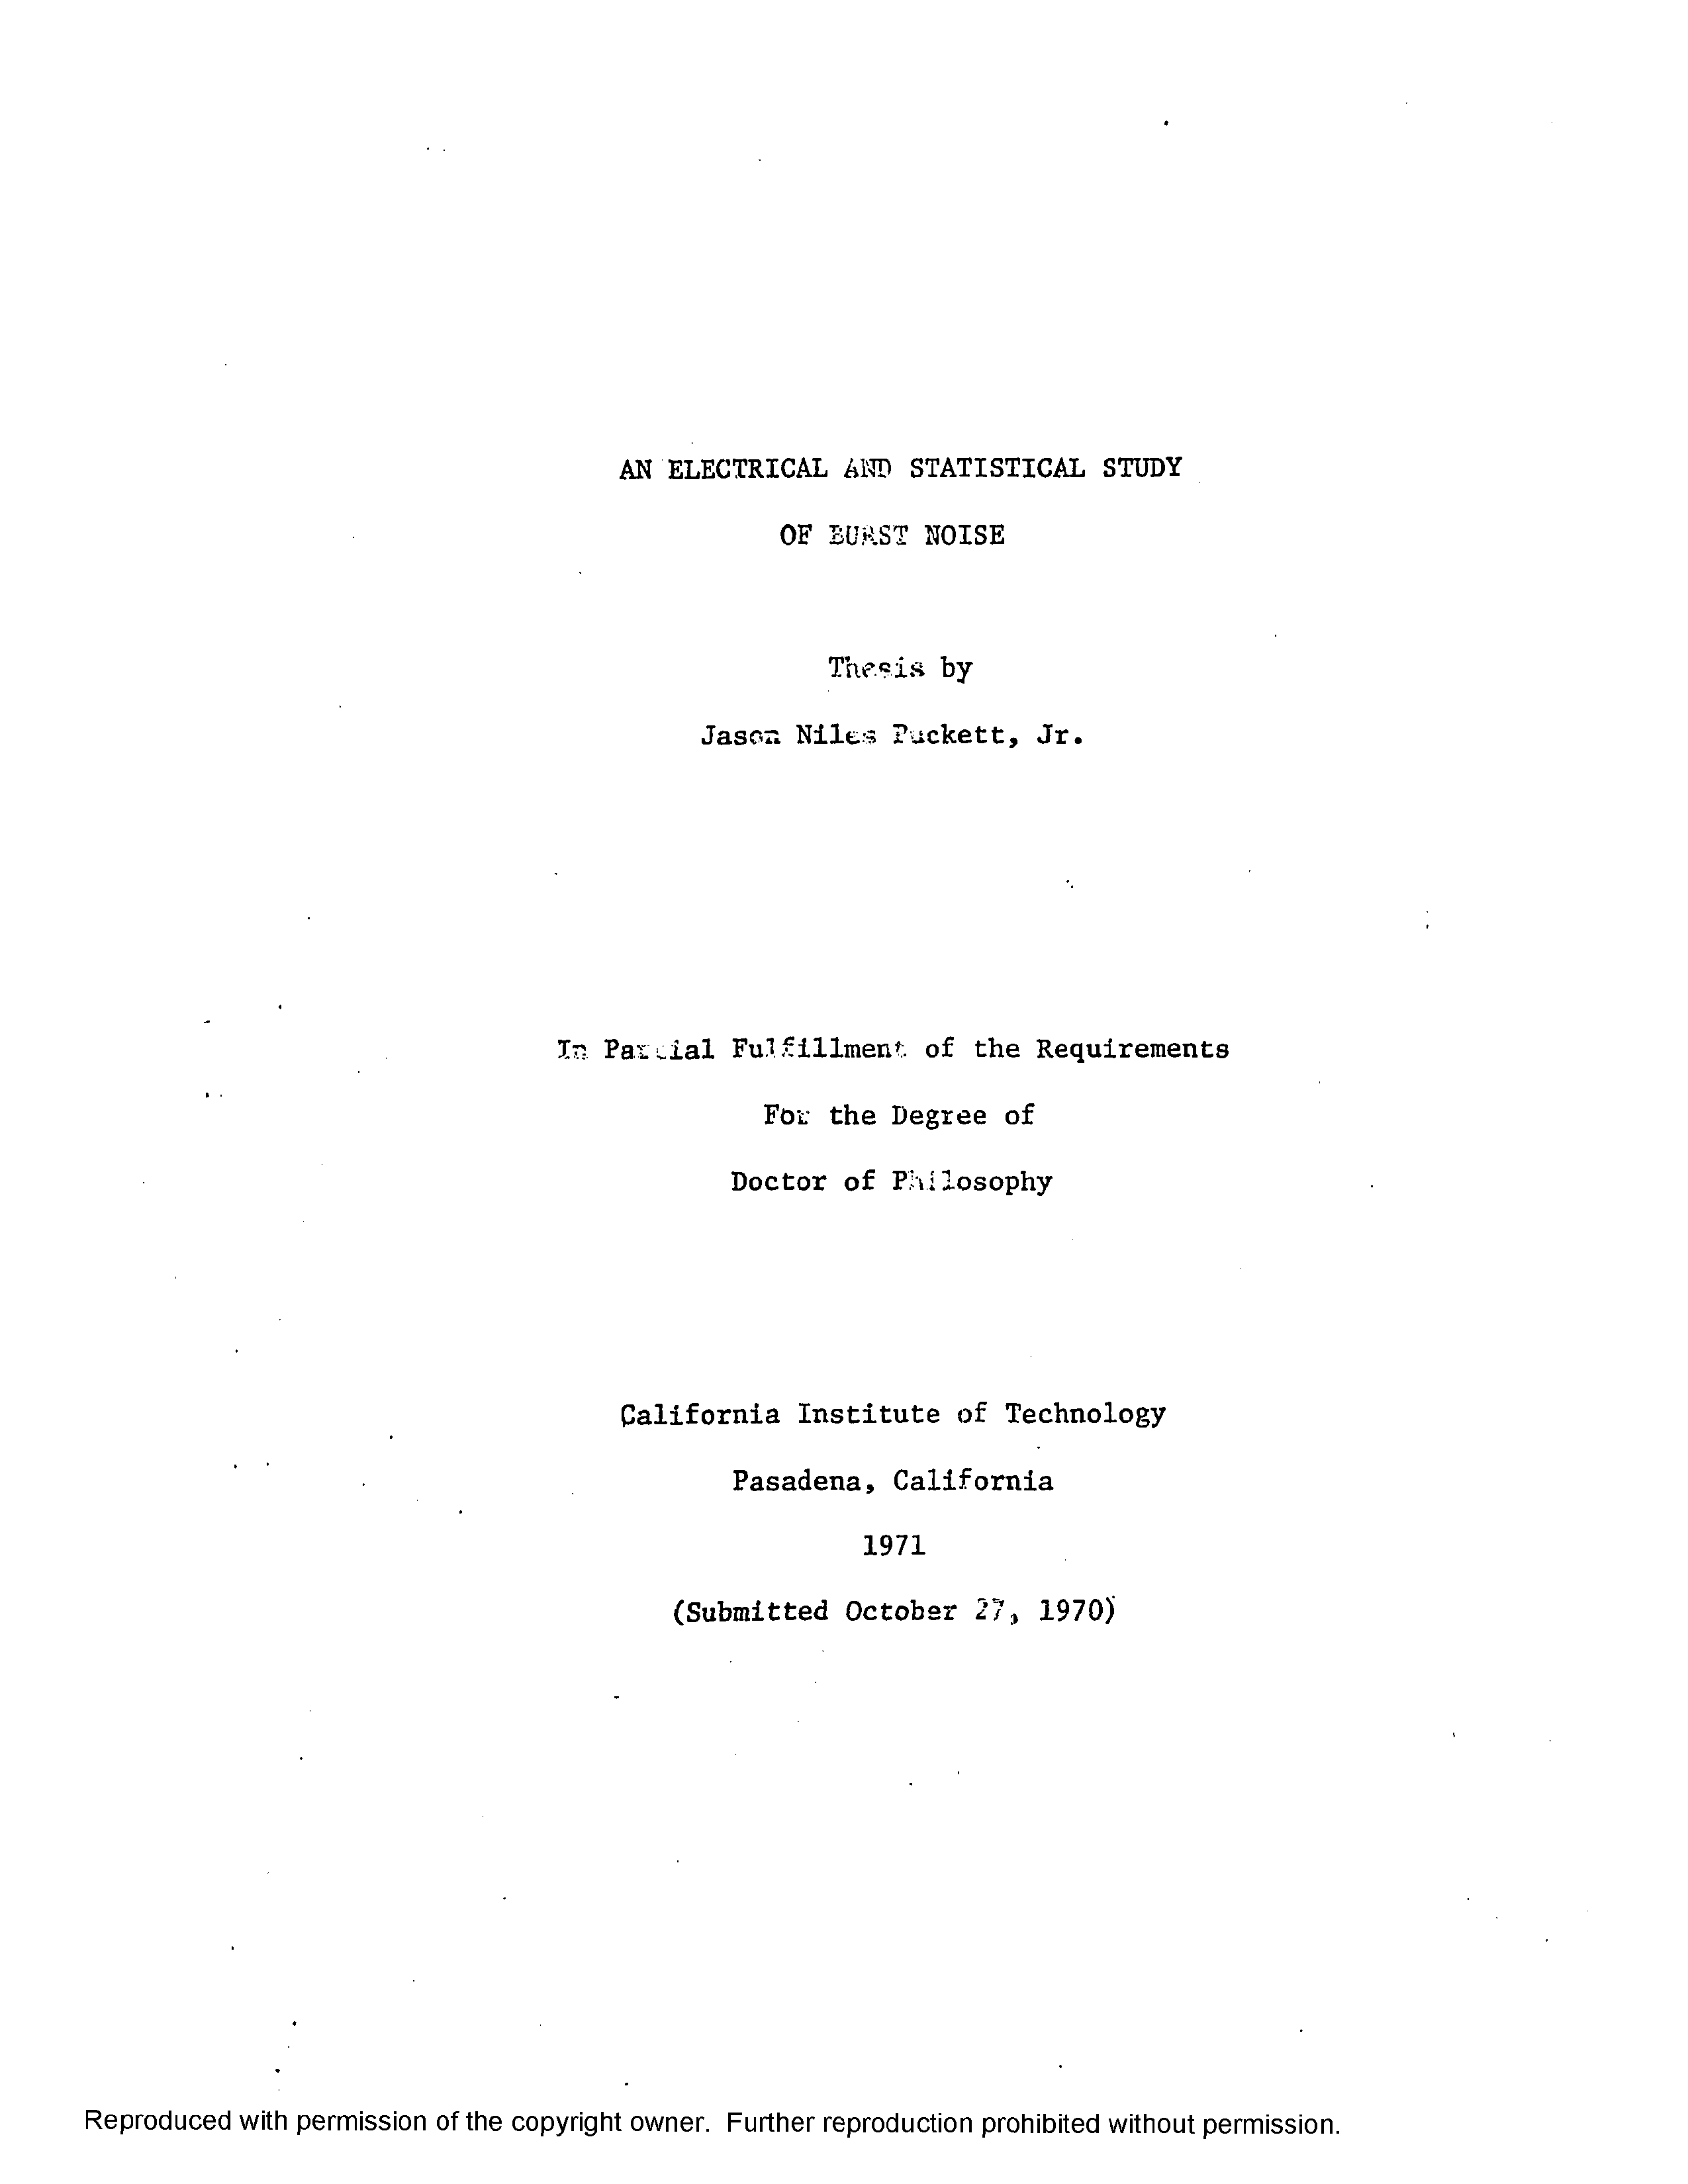 AN ELECTRICAL AND STATISTICAL STUDY
OF BURST NOISE
Thesis by
Jason Niles Puckett, Jr.
In Partial Fulfillment of the Requirements
For the Degree of
Doctor of Philosophy
California Institute of Technology
Pasadena, California
1971
(Submitted October 27, 1970)
Reproduced with permission of the copyright owner.  Further reproduction prohibited without permission.